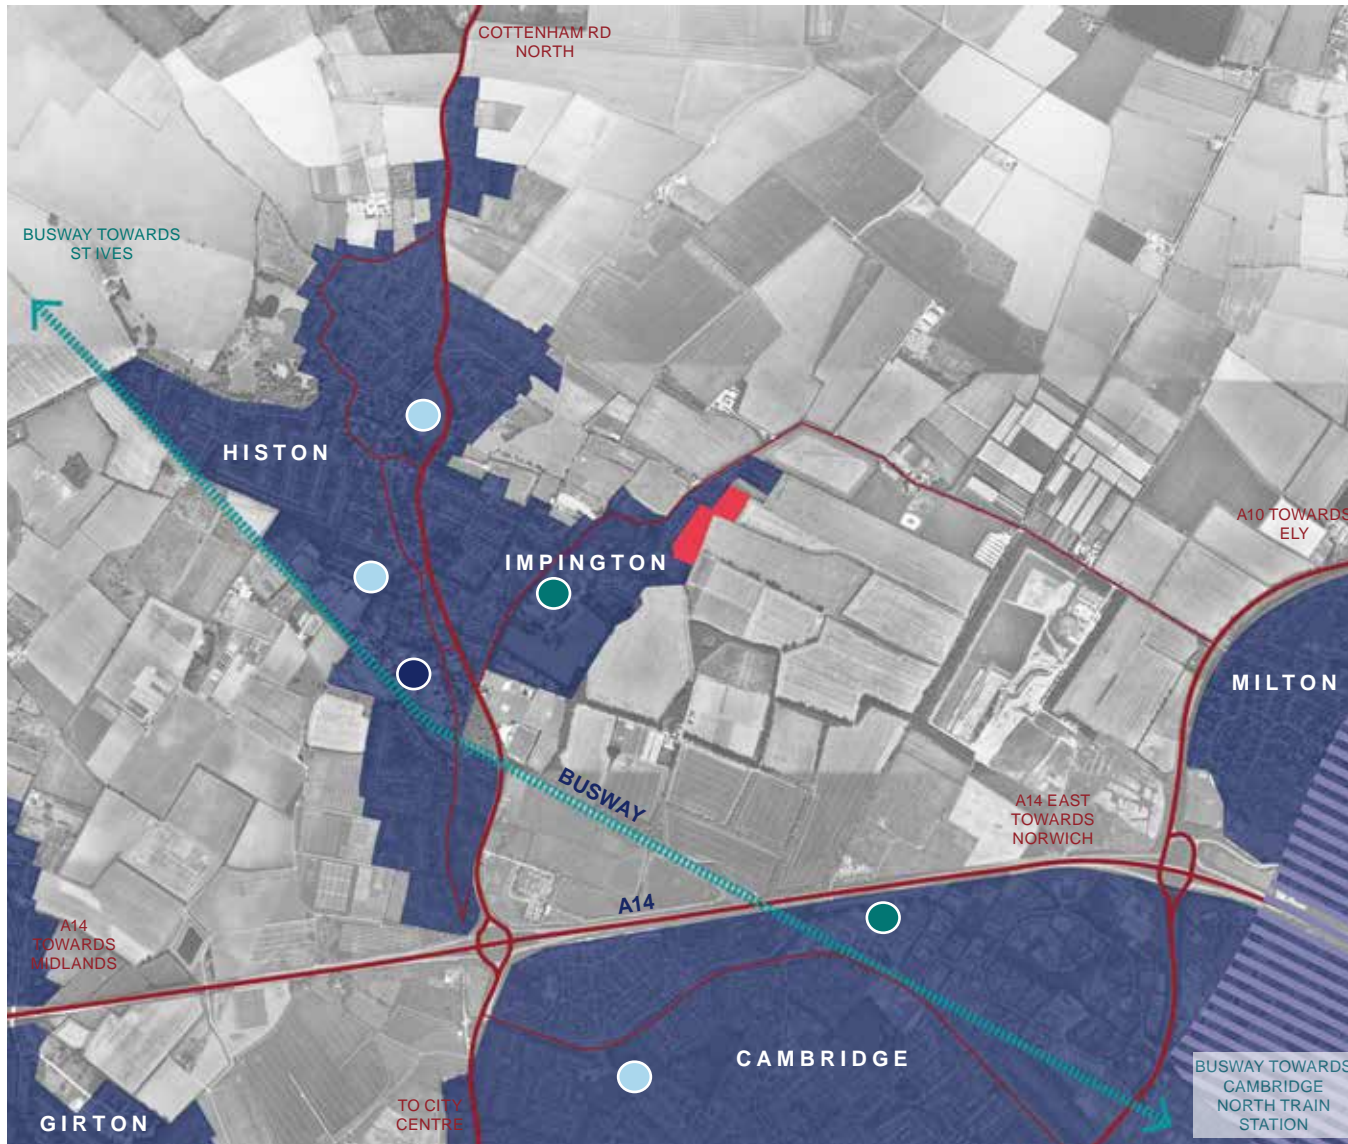 COTTENHAM RD
NORTH
BUSWAY TOWARDS
ST IVES
HISTON
IMPINGTON
A10 TOWARDS
ELY
MILTON
BUSWAY
A14 EAST
TOWARDS
NORWICH
A14
A14
TOWARDS
MIDLANDS
CAMBRIDGE
BUSWAY TOWARDS
CAMBRIDGE
NORTH TRAIN
STATION
TO CITY
CENTRE
GIRTON